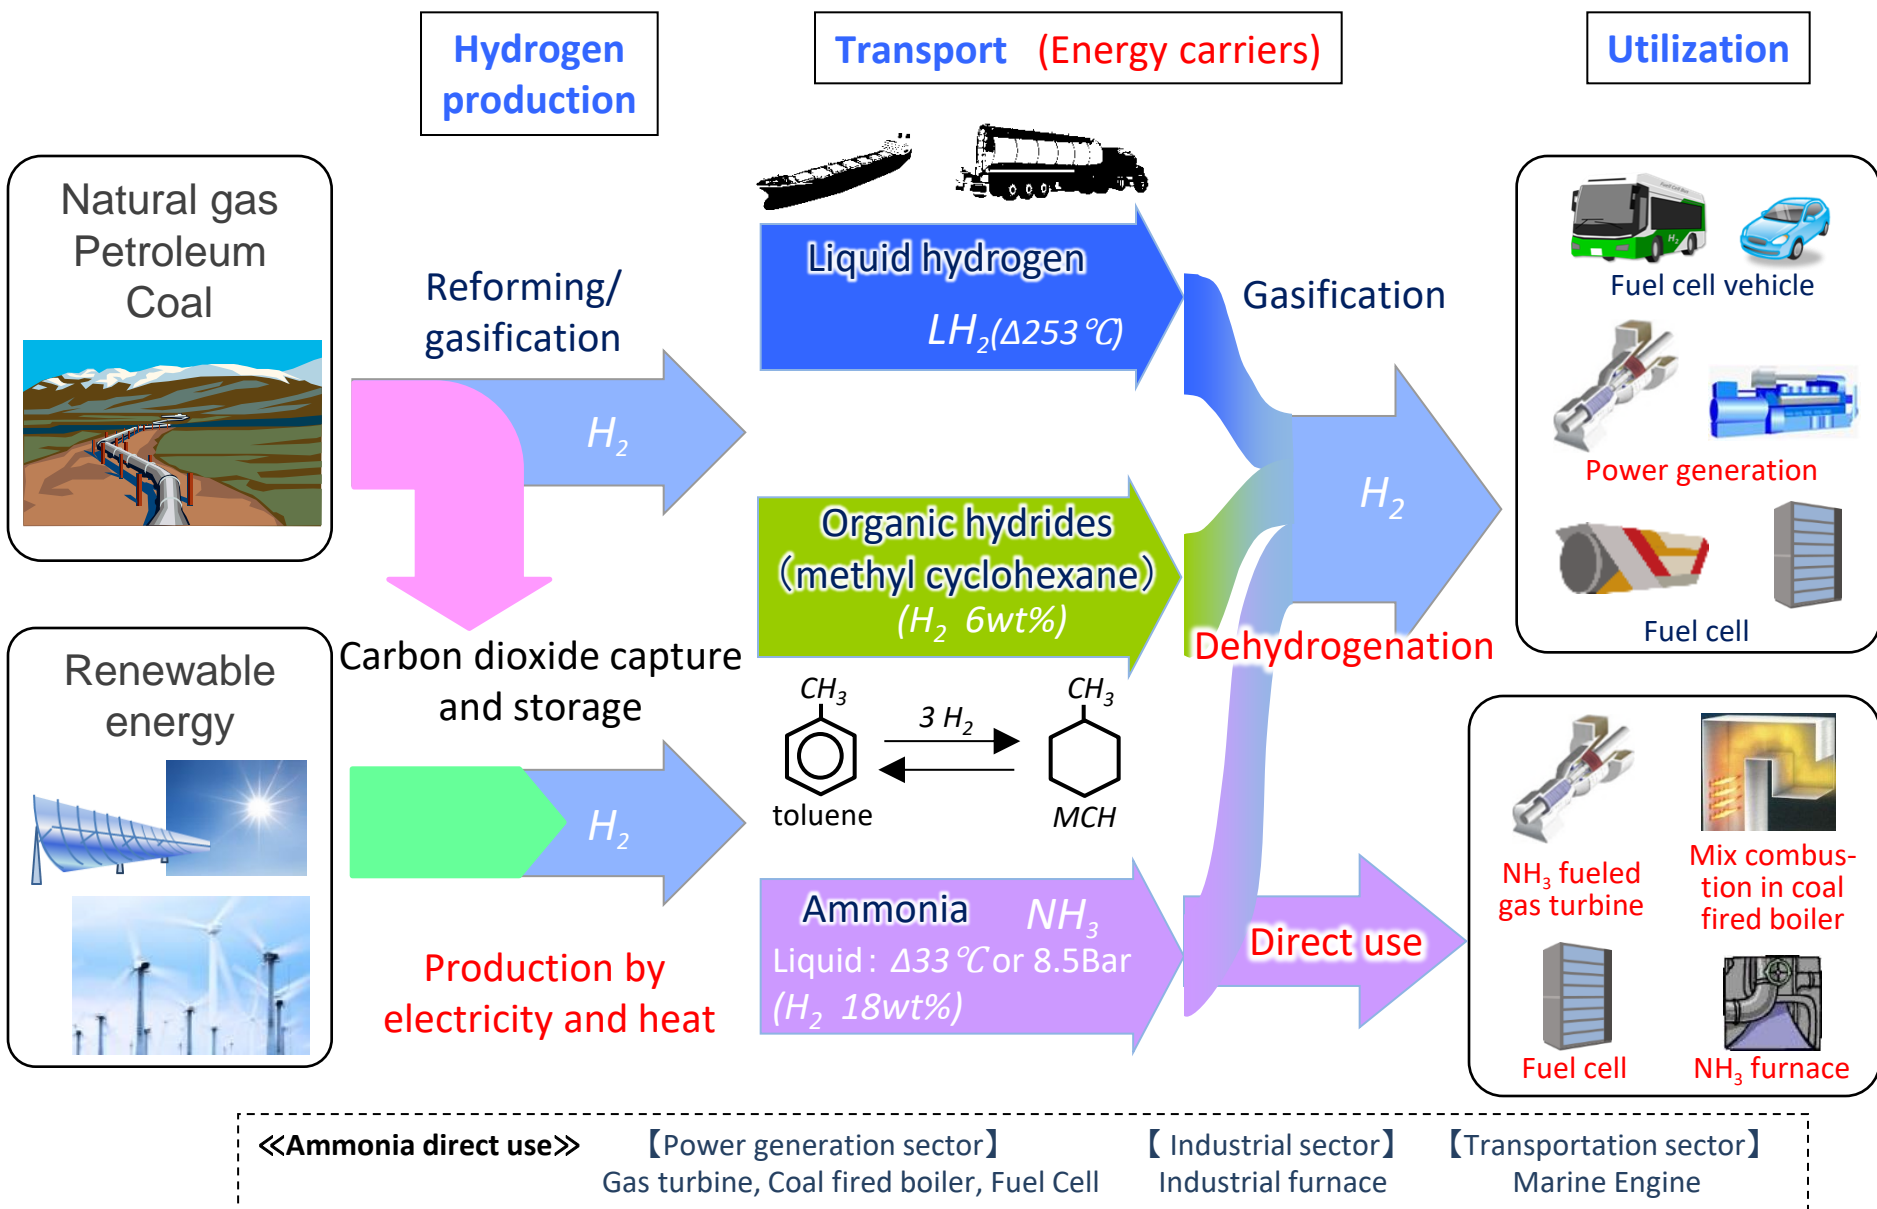 Hydrogen
production
Transport (Energy carriers)
Utilization
Natural gas
Petroleum
Coal
Reforming/
gasification
H2
Liquid hydrogen
LH2(Δ253℃)
Gasification
H2
Fuel Cell Bus
H2
Fuel cell vehicle
Power generation
Fuel cell
Organic hydrides
(methyl cyclohexane)
(H2 6wt%)
Dehydrogenation
Carbon dioxide capture
and storage
Renewable
energy
H2
Production by
electricity and heat
CH3
3 H2
CH3
toluene
MCH
Ammonia NH3
Liquid: Δ33℃ or 8.5Bar
(H2 18wt%)
Direct use
NH3 fueled
gas turbine
Mix combus-
tion in coal
fired boiler
Fuel cell
NH3 furnace
≪Ammonia direct use≫ 【Power generation sector】 【 Industrial sector】 【Transportation sector】
Gas turbine, Coal fired boiler, Fuel Cell Industrial furnace Marine Engine